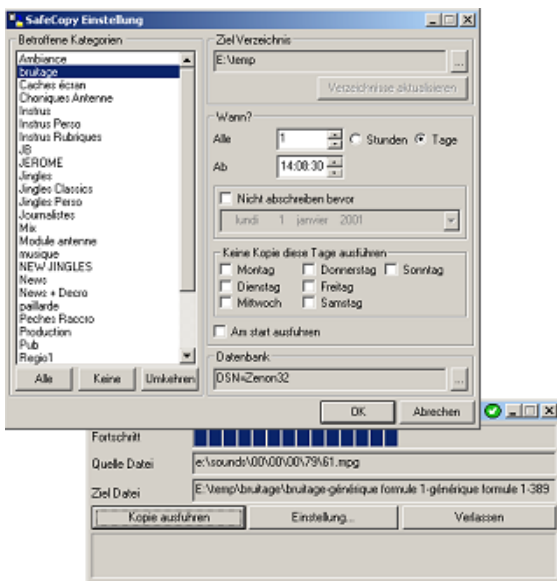 SafeCopy Einstellung
Betroffene Kategorien
Ambiance
bruitage
Caches écran
Choniques Antenne
Instrus
Instrus Perso
Instrus Rubriques
JB
JEROME
Jingles
Jingles Classics
Jingles Perso
Journalistes
Mix
Module antenne
musique
NEW JINGLES
News
News + Decro
paillarde
Peches Raccro
Production
Pub
Regio1
Alle Keine Umkehren
Ziel Verzeichnis
E:\temp ...
Verzeichnisse aktualisieren
Wann?
Alle 1 Stunden Tage
Ab 14:08:30
Nicht abschreiben bevor
lundi 1 janvier 2001
Keine Kopie diese Tage ausführen
Montag Donnerstag Sonntag
Dienstag Freitag
Mittwoch Samstag
Am start ausfuhren
Datenbank
DSN=Zenon32 ...
OK Abrechen
Fortschritt
Quelle Datei e:\sounds\00\00\00\79\61.mpg
Ziel Datei E:\temp\bruitage\bruitage-générique formule 1-générique formule 1-389
Kopie ausfuhren Einstellung... Verlassen